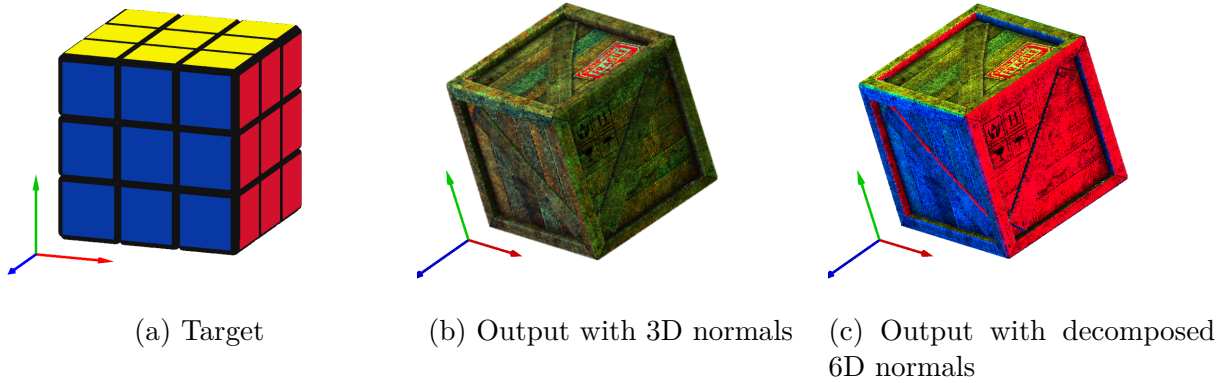 (a) Target
(b) Output with 3D normals
(c) Output with decomposed
6D normals